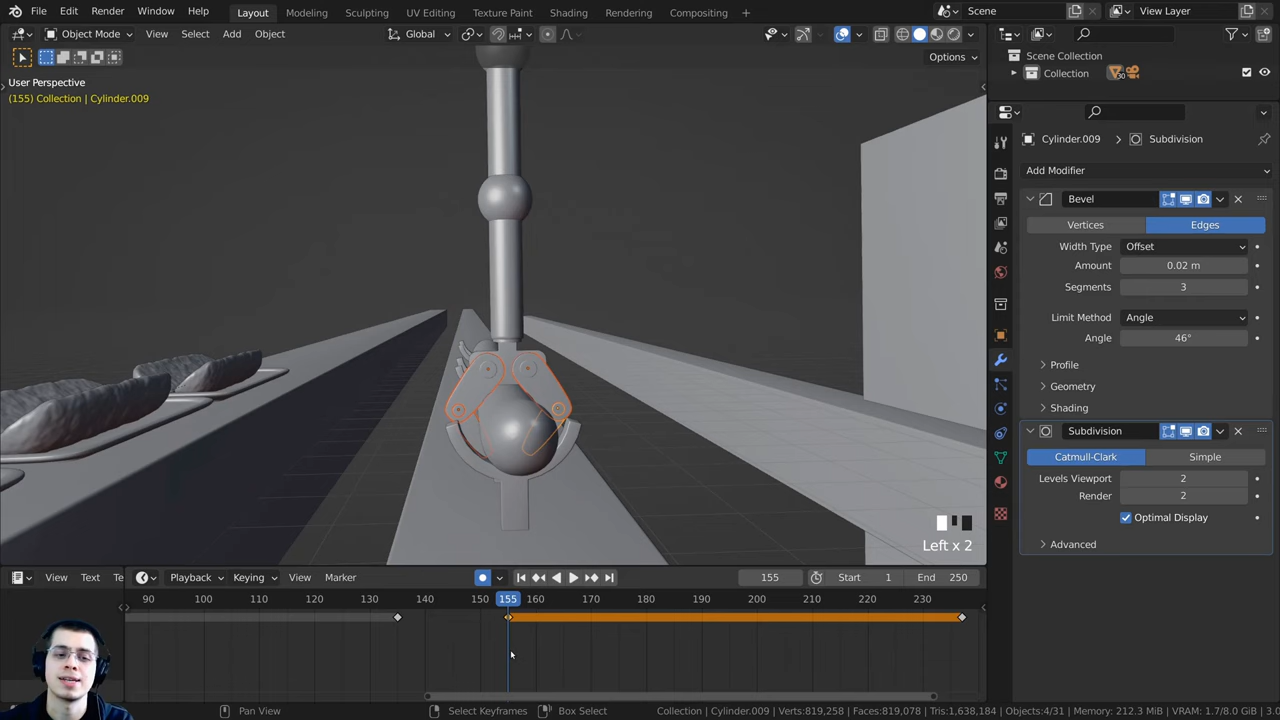 File Edit Render Window Help Layout Modeling Sculpting UV Editing Texture Paint Shading Rendering Compositing + Scene View Layer
Object Mode View Select Add Object Global
Options
User Perspective
(155) Collection | Cylinder.009
Scene Collection
Collection 30
Cylinder.009 > Subdivision
Add Modifier
Bevel
Vertices Edges
Width Type Offset
Amount 0.02 m
Segments 3
Limit Method Angle
Angle 46°
Profile
Geometry
Shading
Subdivision
Catmull-Clark Simple
Levels Viewport 2
Render 2
Optimal Display
Advanced
Left x 2
View Text Te Playback Keying View Marker 155 Start 1 End 250
90 100 110 120 130 140 150 155 160 170 180 190 200 210 220 230
Pan View Select Keyframes Box Select Collection | Cylinder.009 | Verts:819,258 | Faces:819,078 | Tris:1,638,184 | Objects:4/31 | Memory: 212.3 MiB | VRAM: 1.7/8.0 GiB | 3